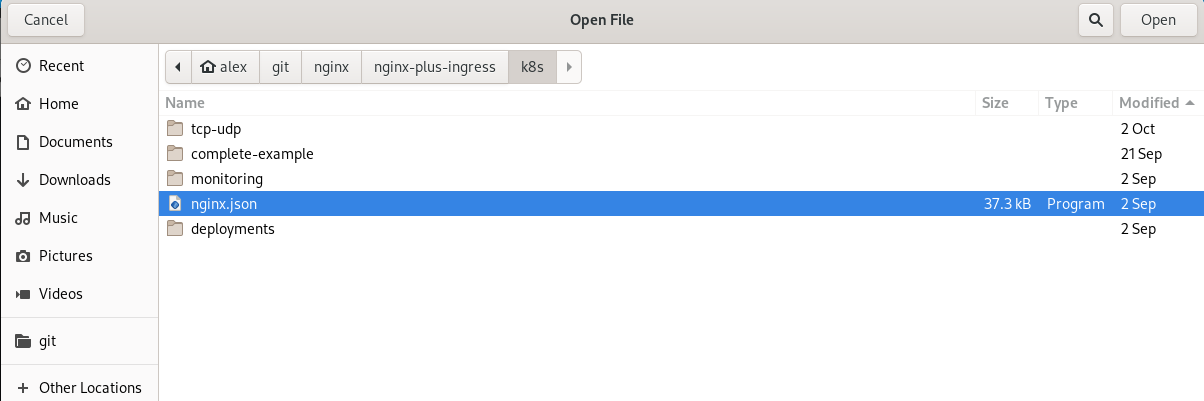 Cancel Open File Open
Recent
Home
Documents
Downloads
Music
Pictures
Videos
git
Other Locations
alex git nginx nginx-plus-ingress k8s
Name Size Type Modified
tcp-udp 2 Oct
complete-example 21 Sep
monitoring 2 Sep
nginx.json 37.3 kB Program 2 Sep
deployments 2 Sep